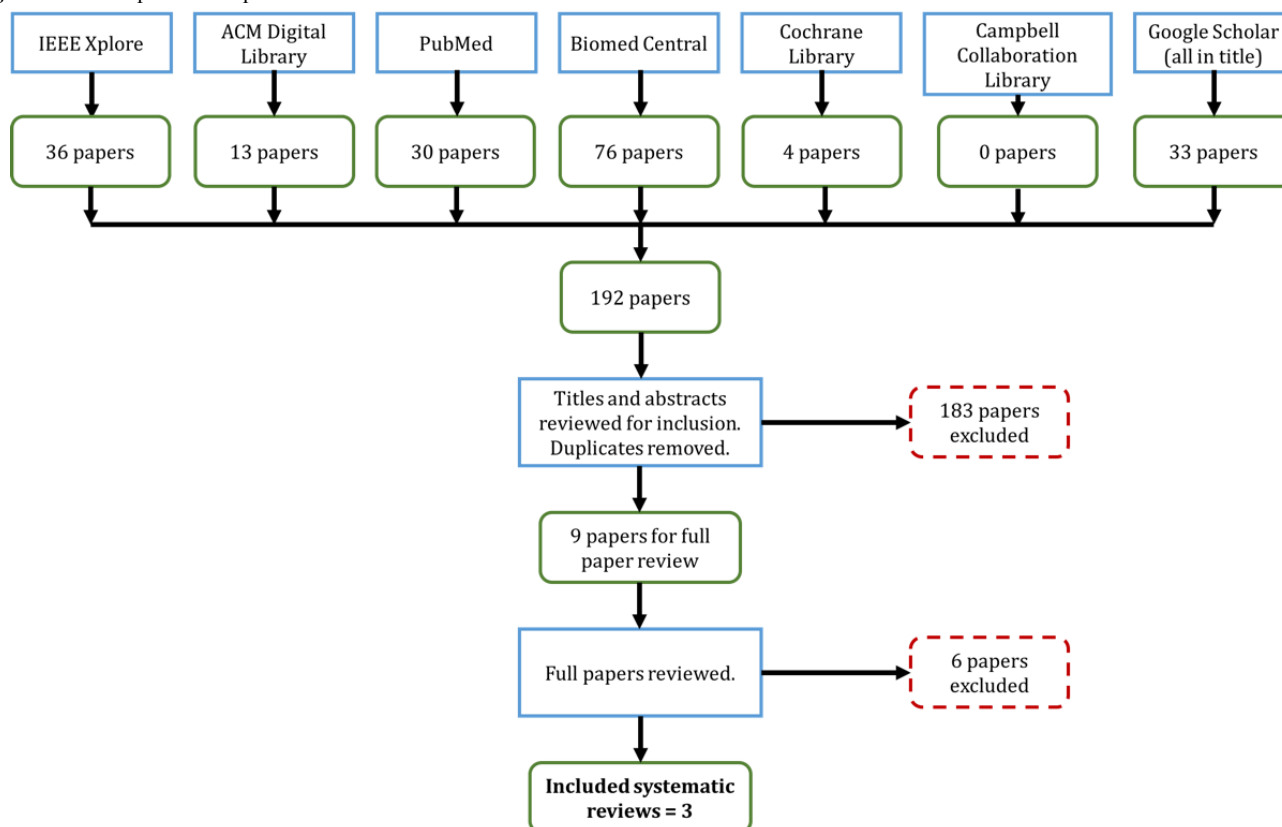 IEEE Xplore
ACM Digital
Library
PubMed
Biomed Central
Cochrane
Library
Campbell
Collaboration
Library
Google Scholar
(all in title)
36 papers
13 papers
30 papers
76 papers
4 papers
0 papers
33 papers
192 papers
Titles and abstracts
reviewed for inclusion.
Duplicates removed.
183 papers
excluded
9 papers for full
paper review
Full papers reviewed.
6 papers
excluded
Included systematic
reviews = 3